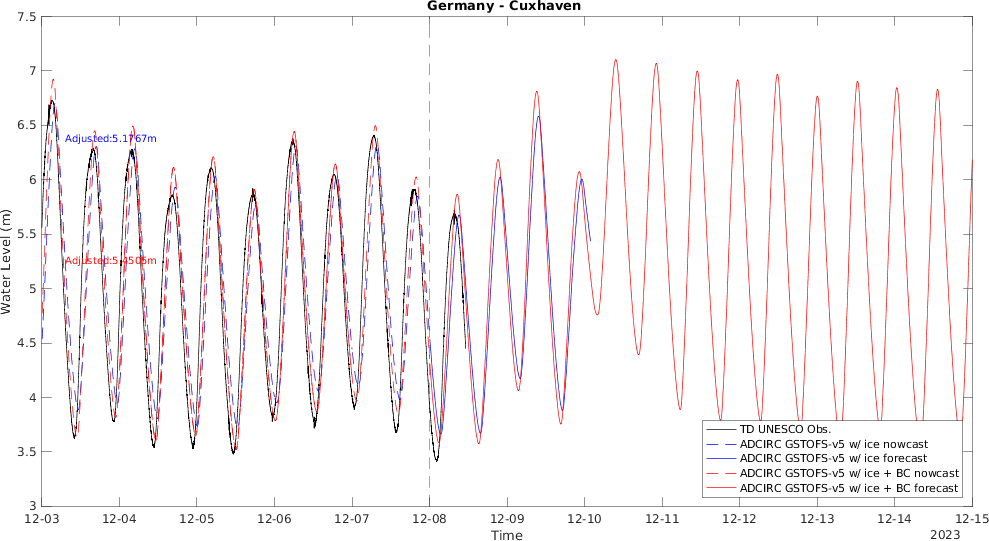 Germany - Cuxhaven
7.5
7
6.5
6
5.5
5
4.5
4
3.5
3
Water Level (m)
Adjusted:5.1767m
Adjusted:5.4505m
TD UNESCO Obs.
ADCIRC GSTOFS-v5 w/ ice nowcast
ADCIRC GSTOFS-v5 w/ ice forecast
ADCIRC GSTOFS-v5 w/ ice + BC nowcast
ADCIRC GSTOFS-v5 w/ ice + BC forecast
12-03 12-04 12-05 12-06 12-07 12-08 12-09 12-10 12-11 12-12 12-13 12-14 12-15
Time
2023